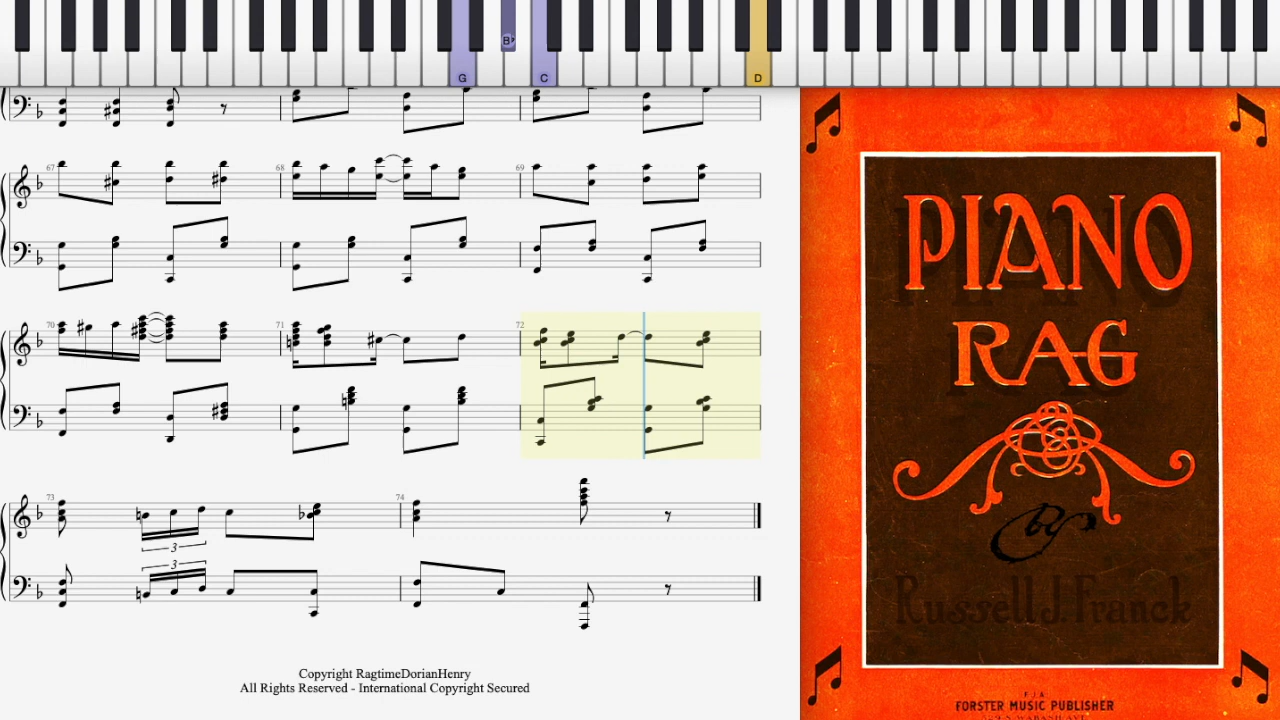 G
B♭
C
D
67
68
69
70
71
72
73
74
3
3
Copyright RagtimeDorianHenry
All Rights Reserved - International Copyright Secured
PIANO
RAG
By
Russell J. Franck
F.J.A.
FORSTER MUSIC PUBLISHER